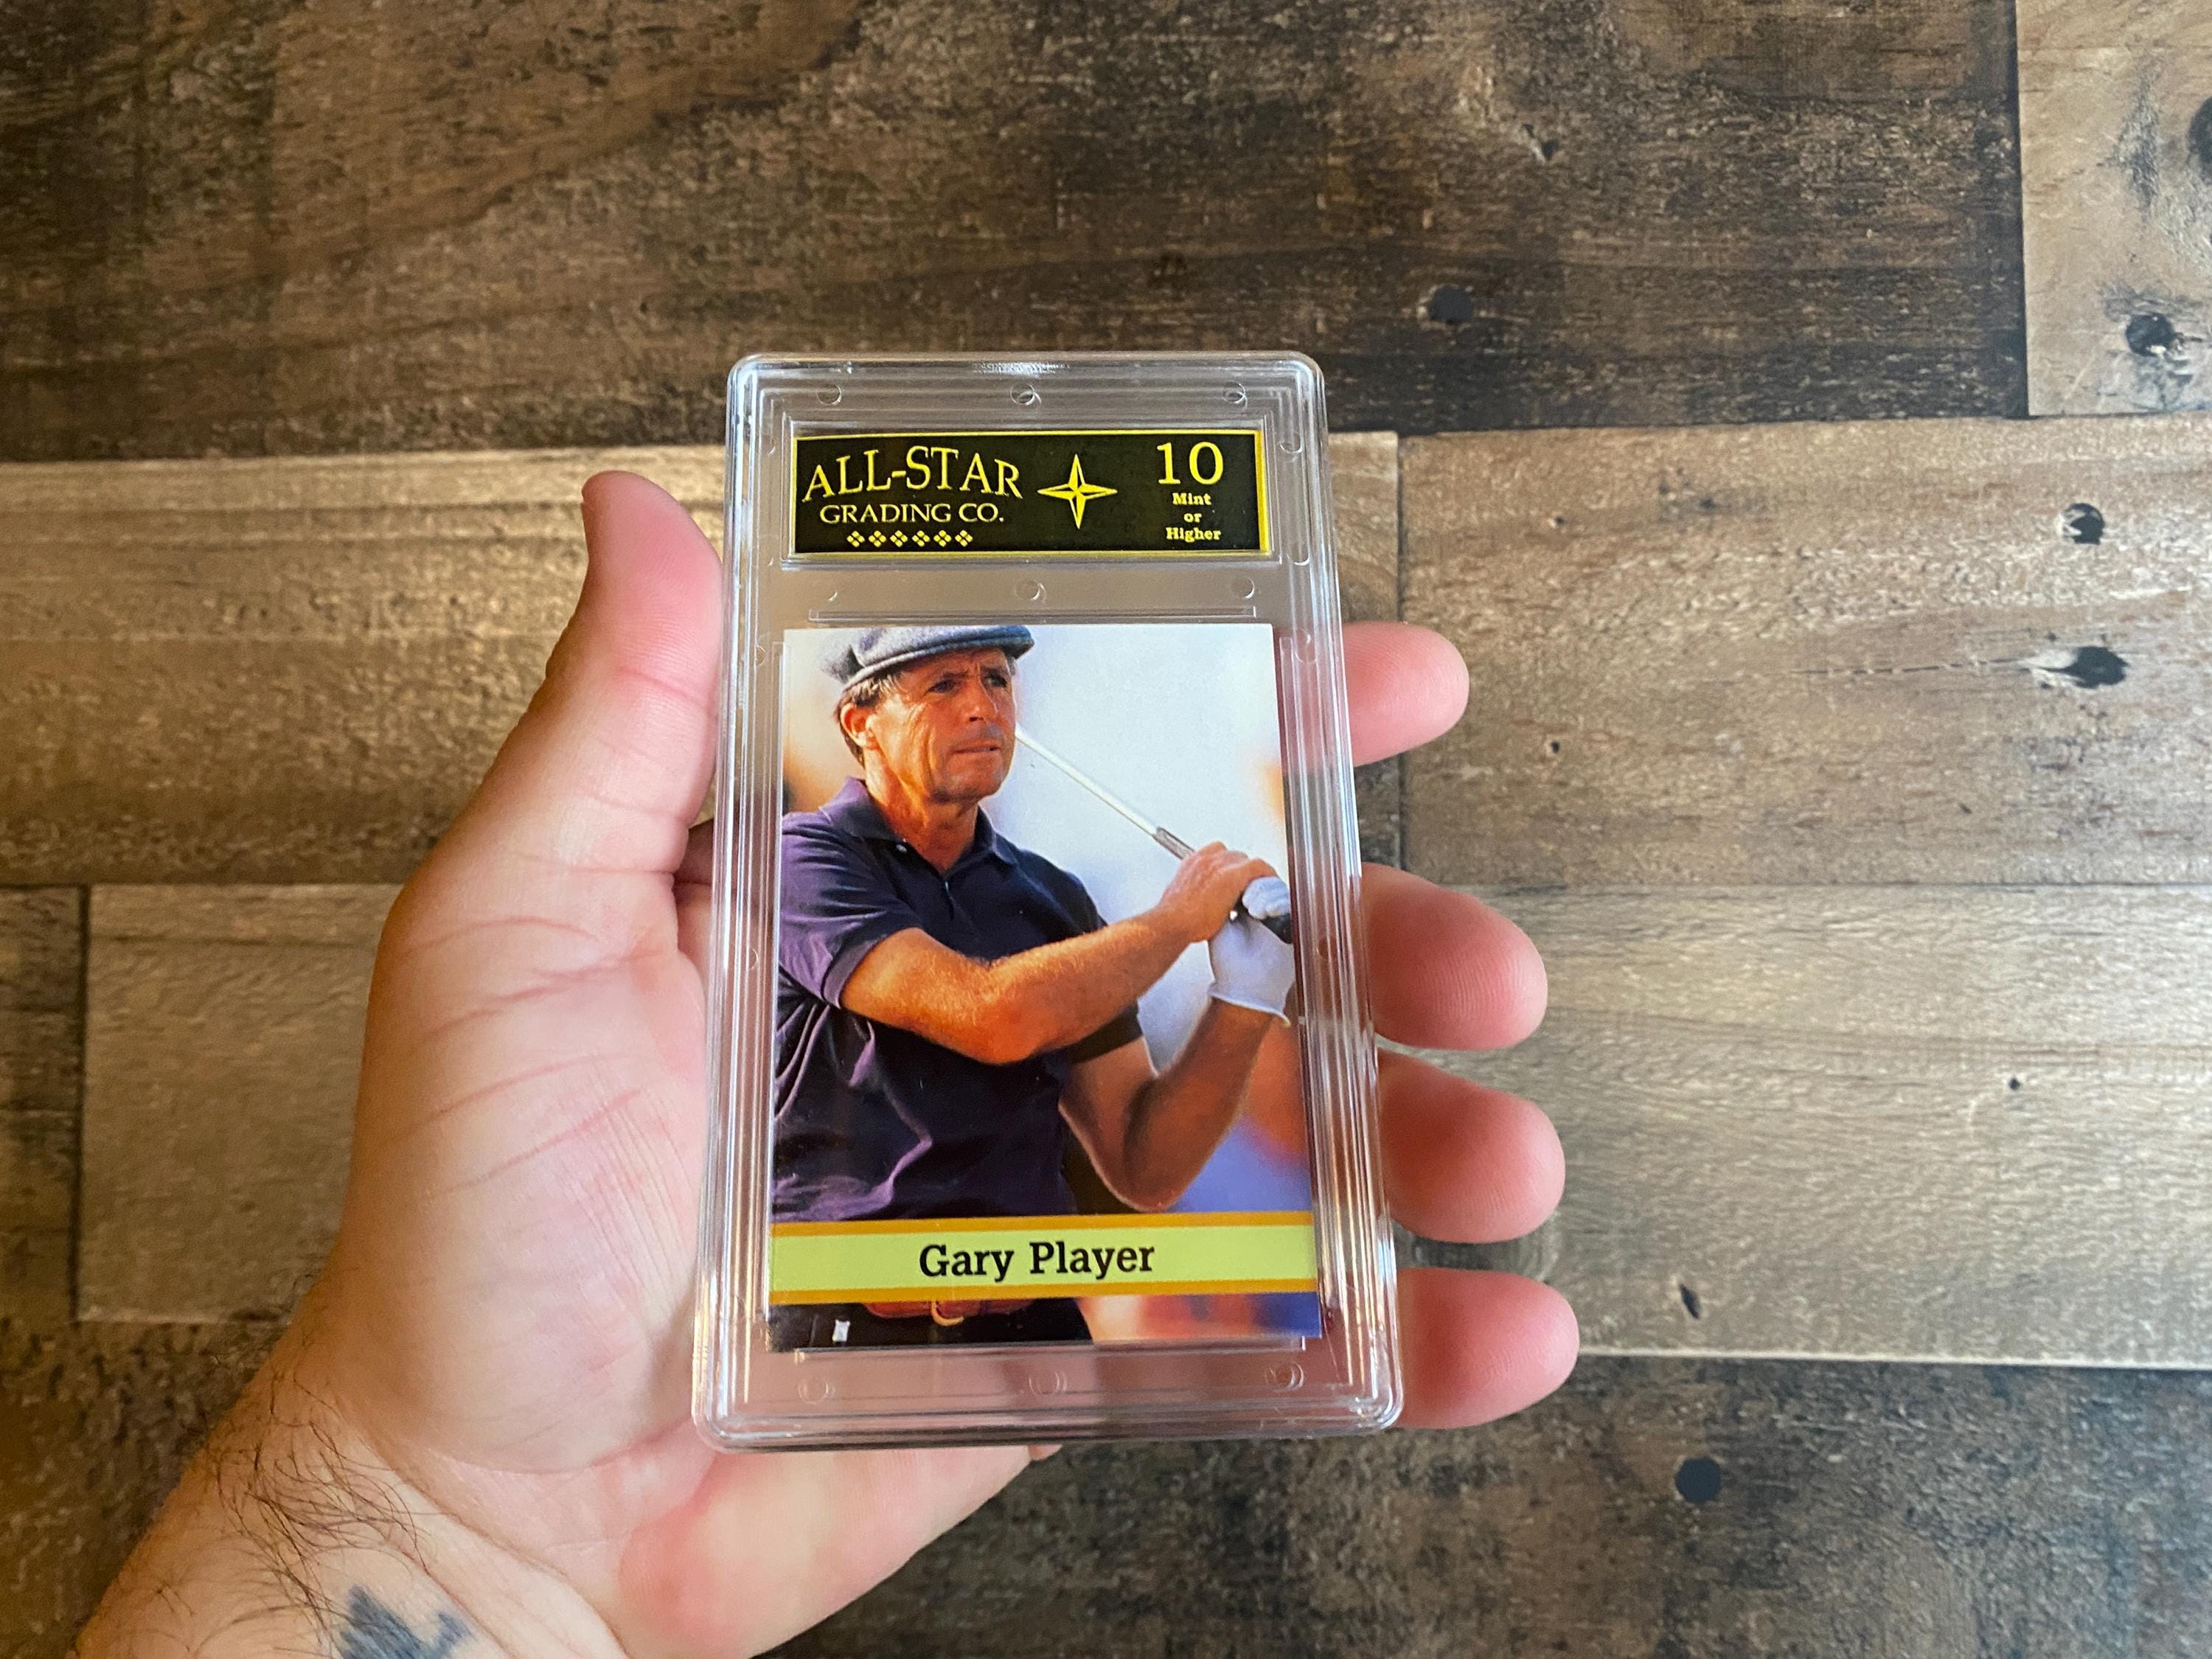 ALL-STAR
GRADING CO.
10
Mint
or
Higher
Gary Player